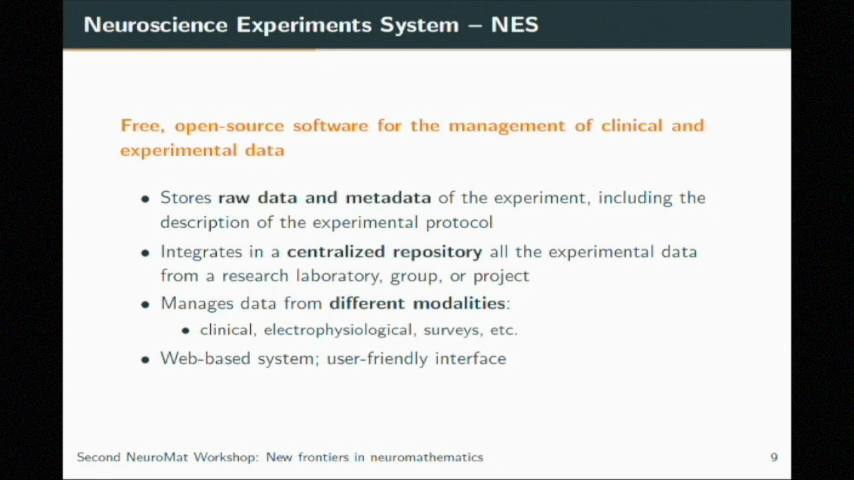 Neuroscience Experiments System – NES
Free, open-source software for the management of clinical and
experimental data
• Stores raw data and metadata of the experiment, including the
description of the experimental protocol
• Integrates in a centralized repository all the experimental data
from a research laboratory, group, or project
• Manages data from different modalities:
• clinical, electrophysiological, surveys, etc.
• Web-based system; user-friendly interface
Second NeuroMat Workshop: New frontiers in neuromathematics
9